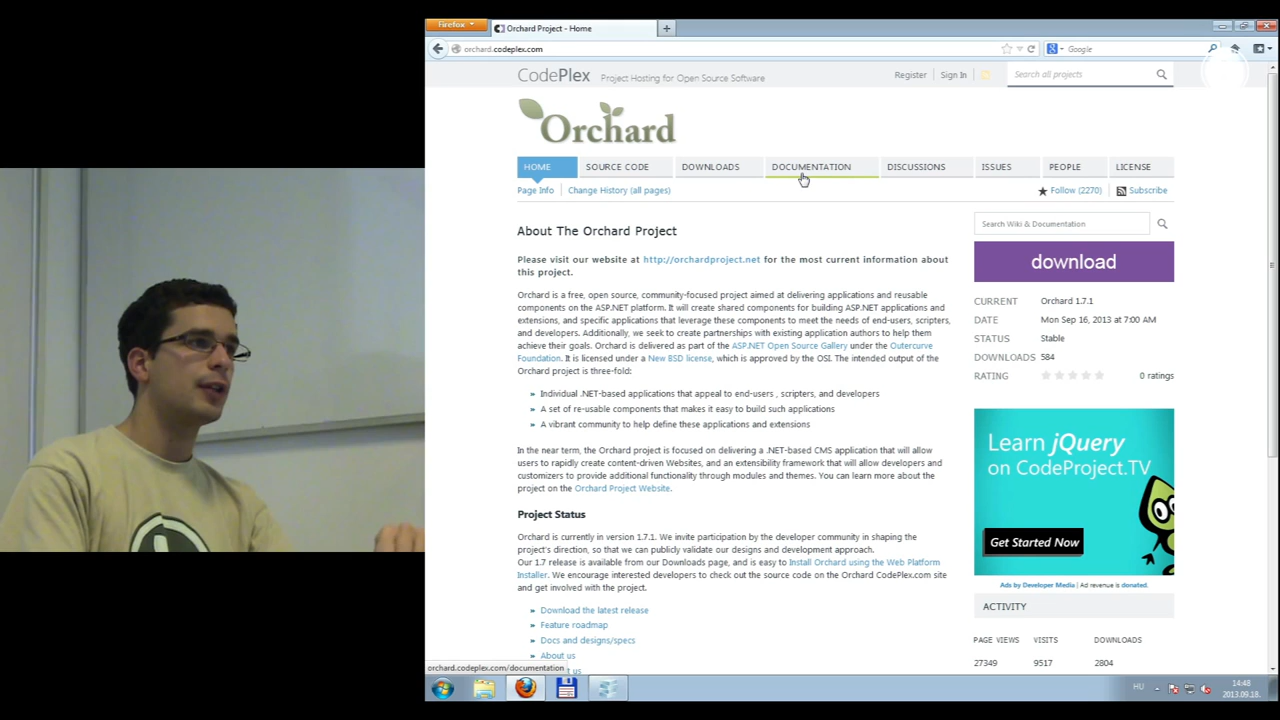 Firefox
Orchard Project - Home
orchard.codeplex.com
Google
CodePlex Project Hosting for Open Source Software
Register Sign In
Search all projects
Orchard
HOME SOURCE CODE DOWNLOADS DOCUMENTATION DISCUSSIONS ISSUES PEOPLE LICENSE
Page Info Change History (all pages)
Follow (2270) Subscribe
About The Orchard Project
Please visit our website at http://orchardproject.net for the most current information about
this project.
Orchard is a free, open source, community-focused project aimed at delivering applications and reusable
components on the ASP.NET platform. It will create shared components for building ASP.NET applications and
extensions, and specific applications that leverage these components to meet the needs of end-users, scripters,
and developers. Additionally, we seek to create partnerships with existing application authors to help them
achieve their goals. Orchard is delivered as part of the ASP.NET Open Source Gallery under the Outercurve
Foundation. It is licensed under a New BSD license, which is approved by the OSI. The intended output of the
Orchard project is three-fold:
» Individual .NET-based applications that appeal to end-users , scripters, and developers
» A set of re-usable components that makes it easy to build such applications
» A vibrant community to help define these applications and extensions
In the near term, the Orchard project is focused on delivering a .NET-based CMS application that will allow
users to rapidly create content-driven Websites, and an extensibility framework that will allow developers and
customizers to provide additional functionality through modules and themes. You can learn more about the
project on the Orchard Project Website.
Project Status
Orchard is currently in version 1.7.1. We invite participation by the developer community in shaping the
project's direction, so that we can publicly validate our designs and development approach.
Our 1.7 release is available from our Downloads page, and is easy to Install Orchard using the Web Platform
Installer. We encourage interested developers to check out the source code on the Orchard CodePlex.com site
and get involved with the project.
» Download the latest release
» Feature roadmap
» Docs and designs/specs
» About us
us
Search Wiki & Documentation
download
CURRENT Orchard 1.7.1
DATE Mon Sep 16, 2013 at 7:00 AM
STATUS Stable
DOWNLOADS 584
RATING 0 ratings
Learn jQuery
on CodeProject.TV
Get Started Now
Ads by Developer Media | Ad revenue is donated.
ACTIVITY
PAGE VIEWS VISITS DOWNLOADS
27349 9517 2804
orchard.codeplex.com/documentation
HU
14:48
2013.09.18.